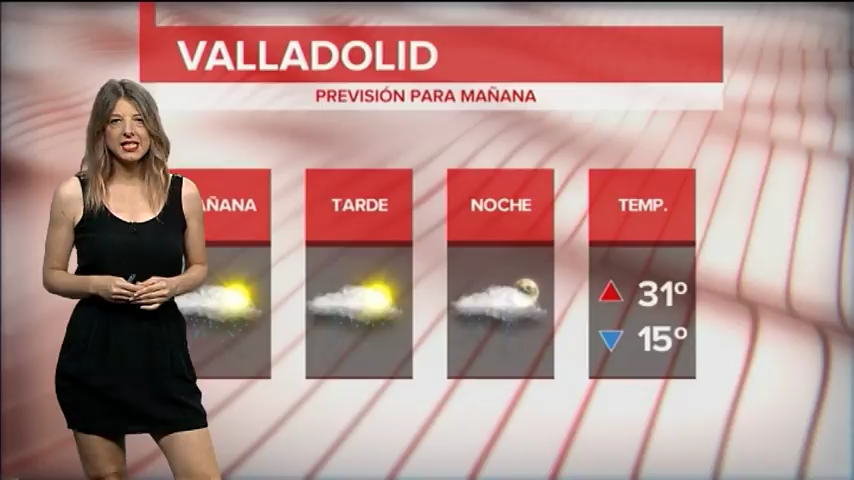 VALLADOLID
PREVISIÓN PARA MAÑANA
AÑANA TARDE NOCHE TEMP.
31º
15º